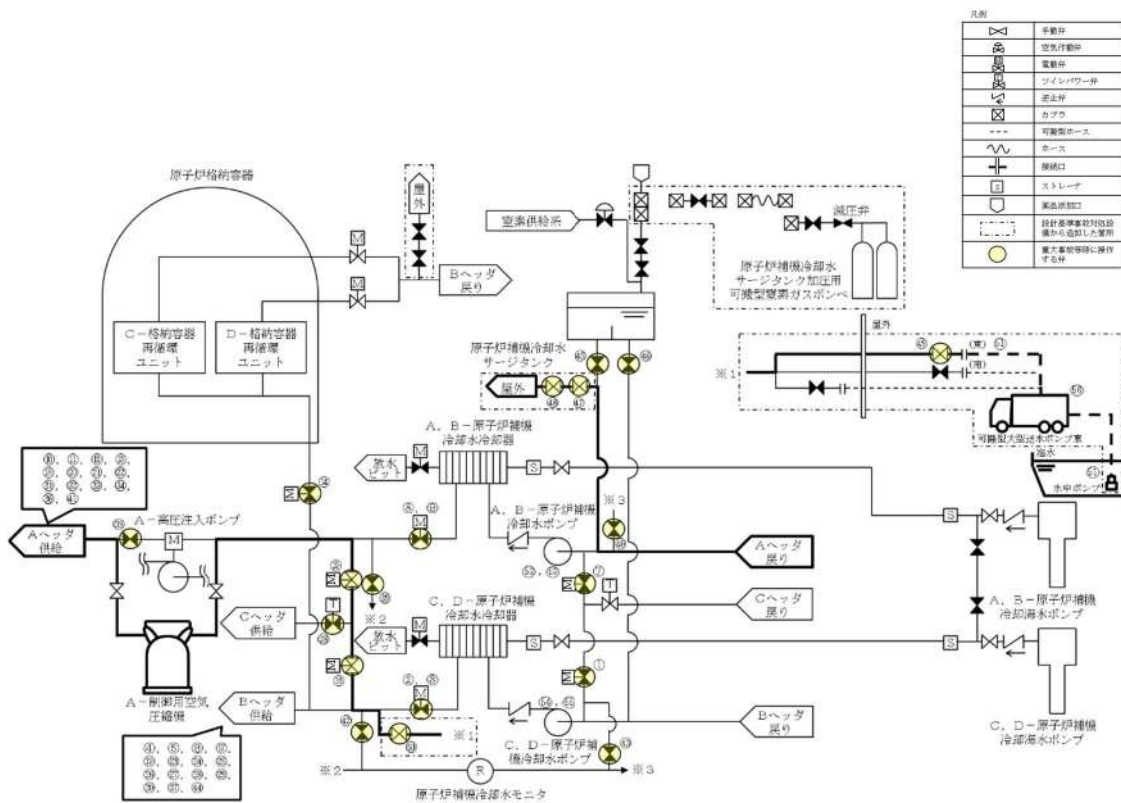 凡例
手動弁
空気作動弁
電動弁
ツインパワー弁
逆止弁
カプラ
可搬型ホース
ホース
接続口
S
ストレーナ
薬品添加口
設計基準事故対処設
備から追加した箇所
重大事故等時に操作
する弁
原子炉格納容器
屋外
M
M
Bヘッダ
戻り
C-格納容器
再循環
ユニット
D-格納容器
再循環
ユニット
窒素供給系
減圧弁
原子炉補機冷却水
サージタンク加圧用
可搬型窒素ガスボンベ
原子炉補機冷却水
サージタンク
屋外
屋外
※1
(東)
(南)
可搬型大型送水ポンプ車
海水
水中ポンプ
A,B-原子炉補機
冷却水冷却器
放水
ピット
S
※3
A,B-原子炉補機
冷却水ポンプ
Aヘッダ
供給
A-高圧注入ポンプ
M
M
M
Aヘッダ
戻り
S
M
※2
T
Cヘッダ
供給
C,D-原子炉補機
冷却水冷却器
放水
ピット
S
M
T
Cヘッダ
戻り
S
A,B-原子炉補機
冷却海水ポンプ
A-制御用空気
圧縮機
M
M
M
Bヘッダ
供給
※1
C,D-原子炉補
機冷却水ポンプ
Bヘッダ
戻り
C,D-原子炉補機
冷却海水ポンプ
※2
R
※3
原子炉補機冷却水モニタ